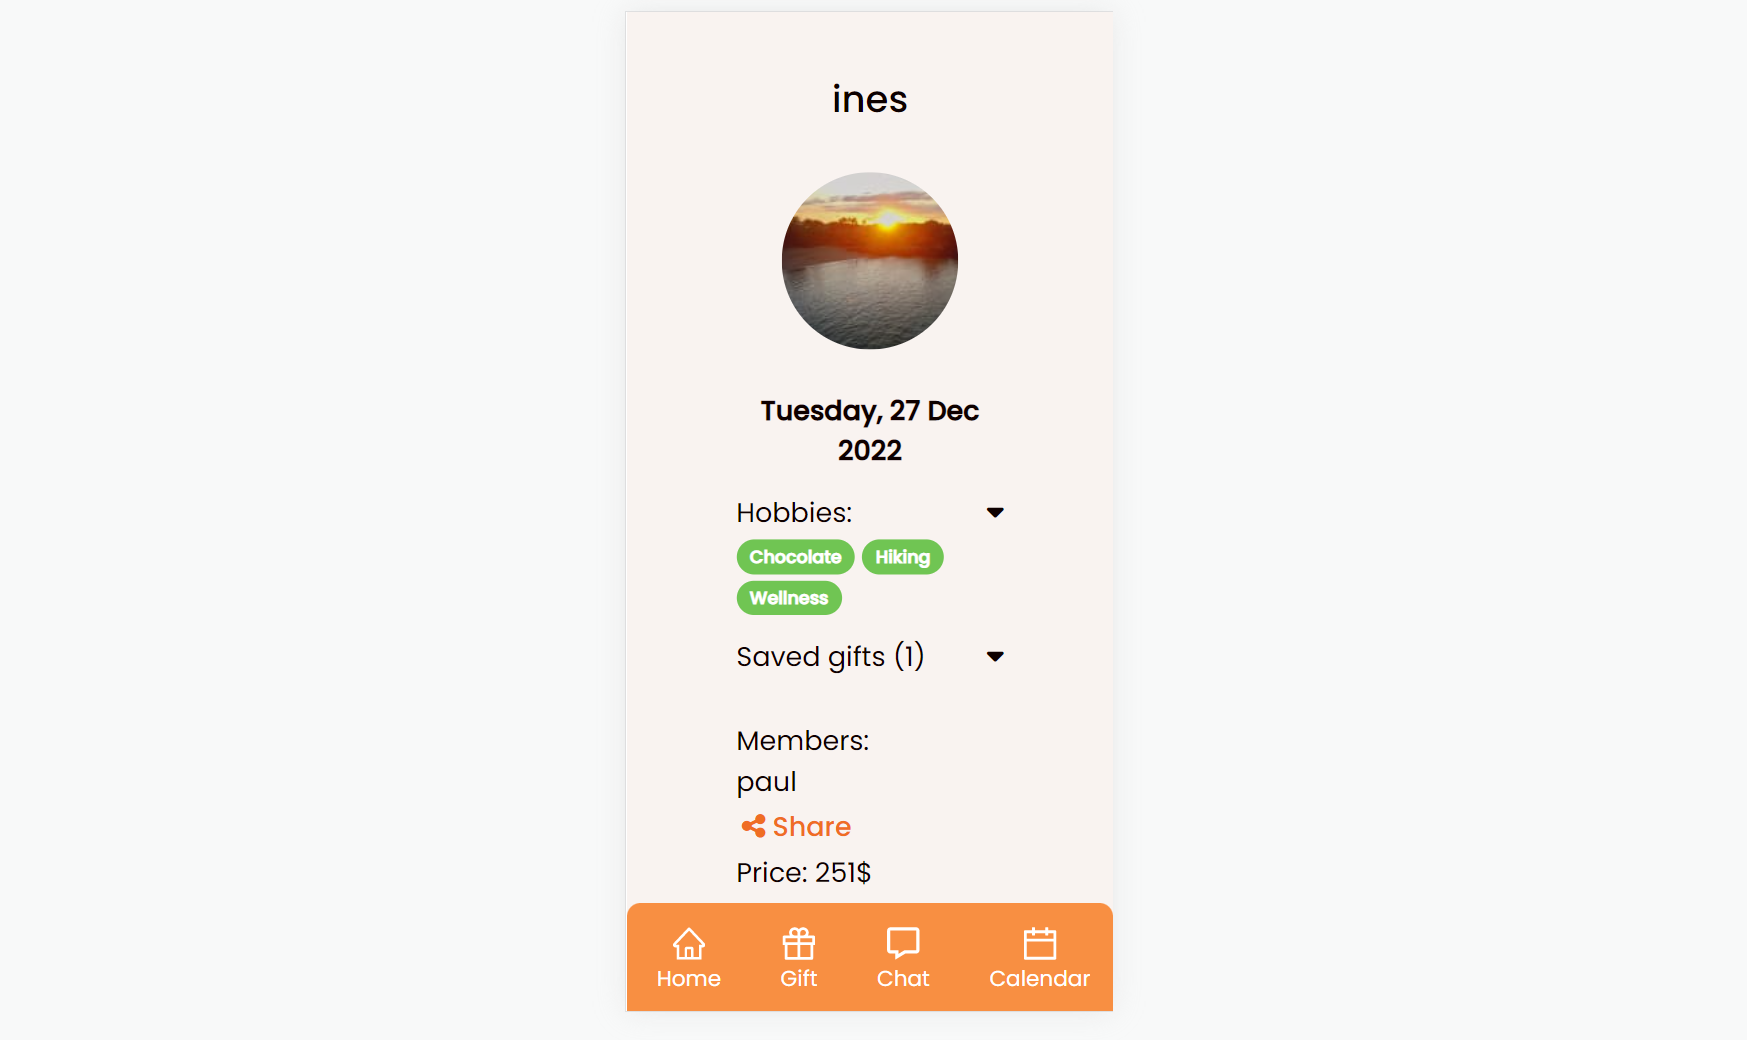 ines
Tuesday, 27 Dec
2022
Hobbies:
Chocolate Hiking
Wellness
Saved gifts (1)
Members:
paul
Share
Price: 251$
Home Gift Chat Calendar